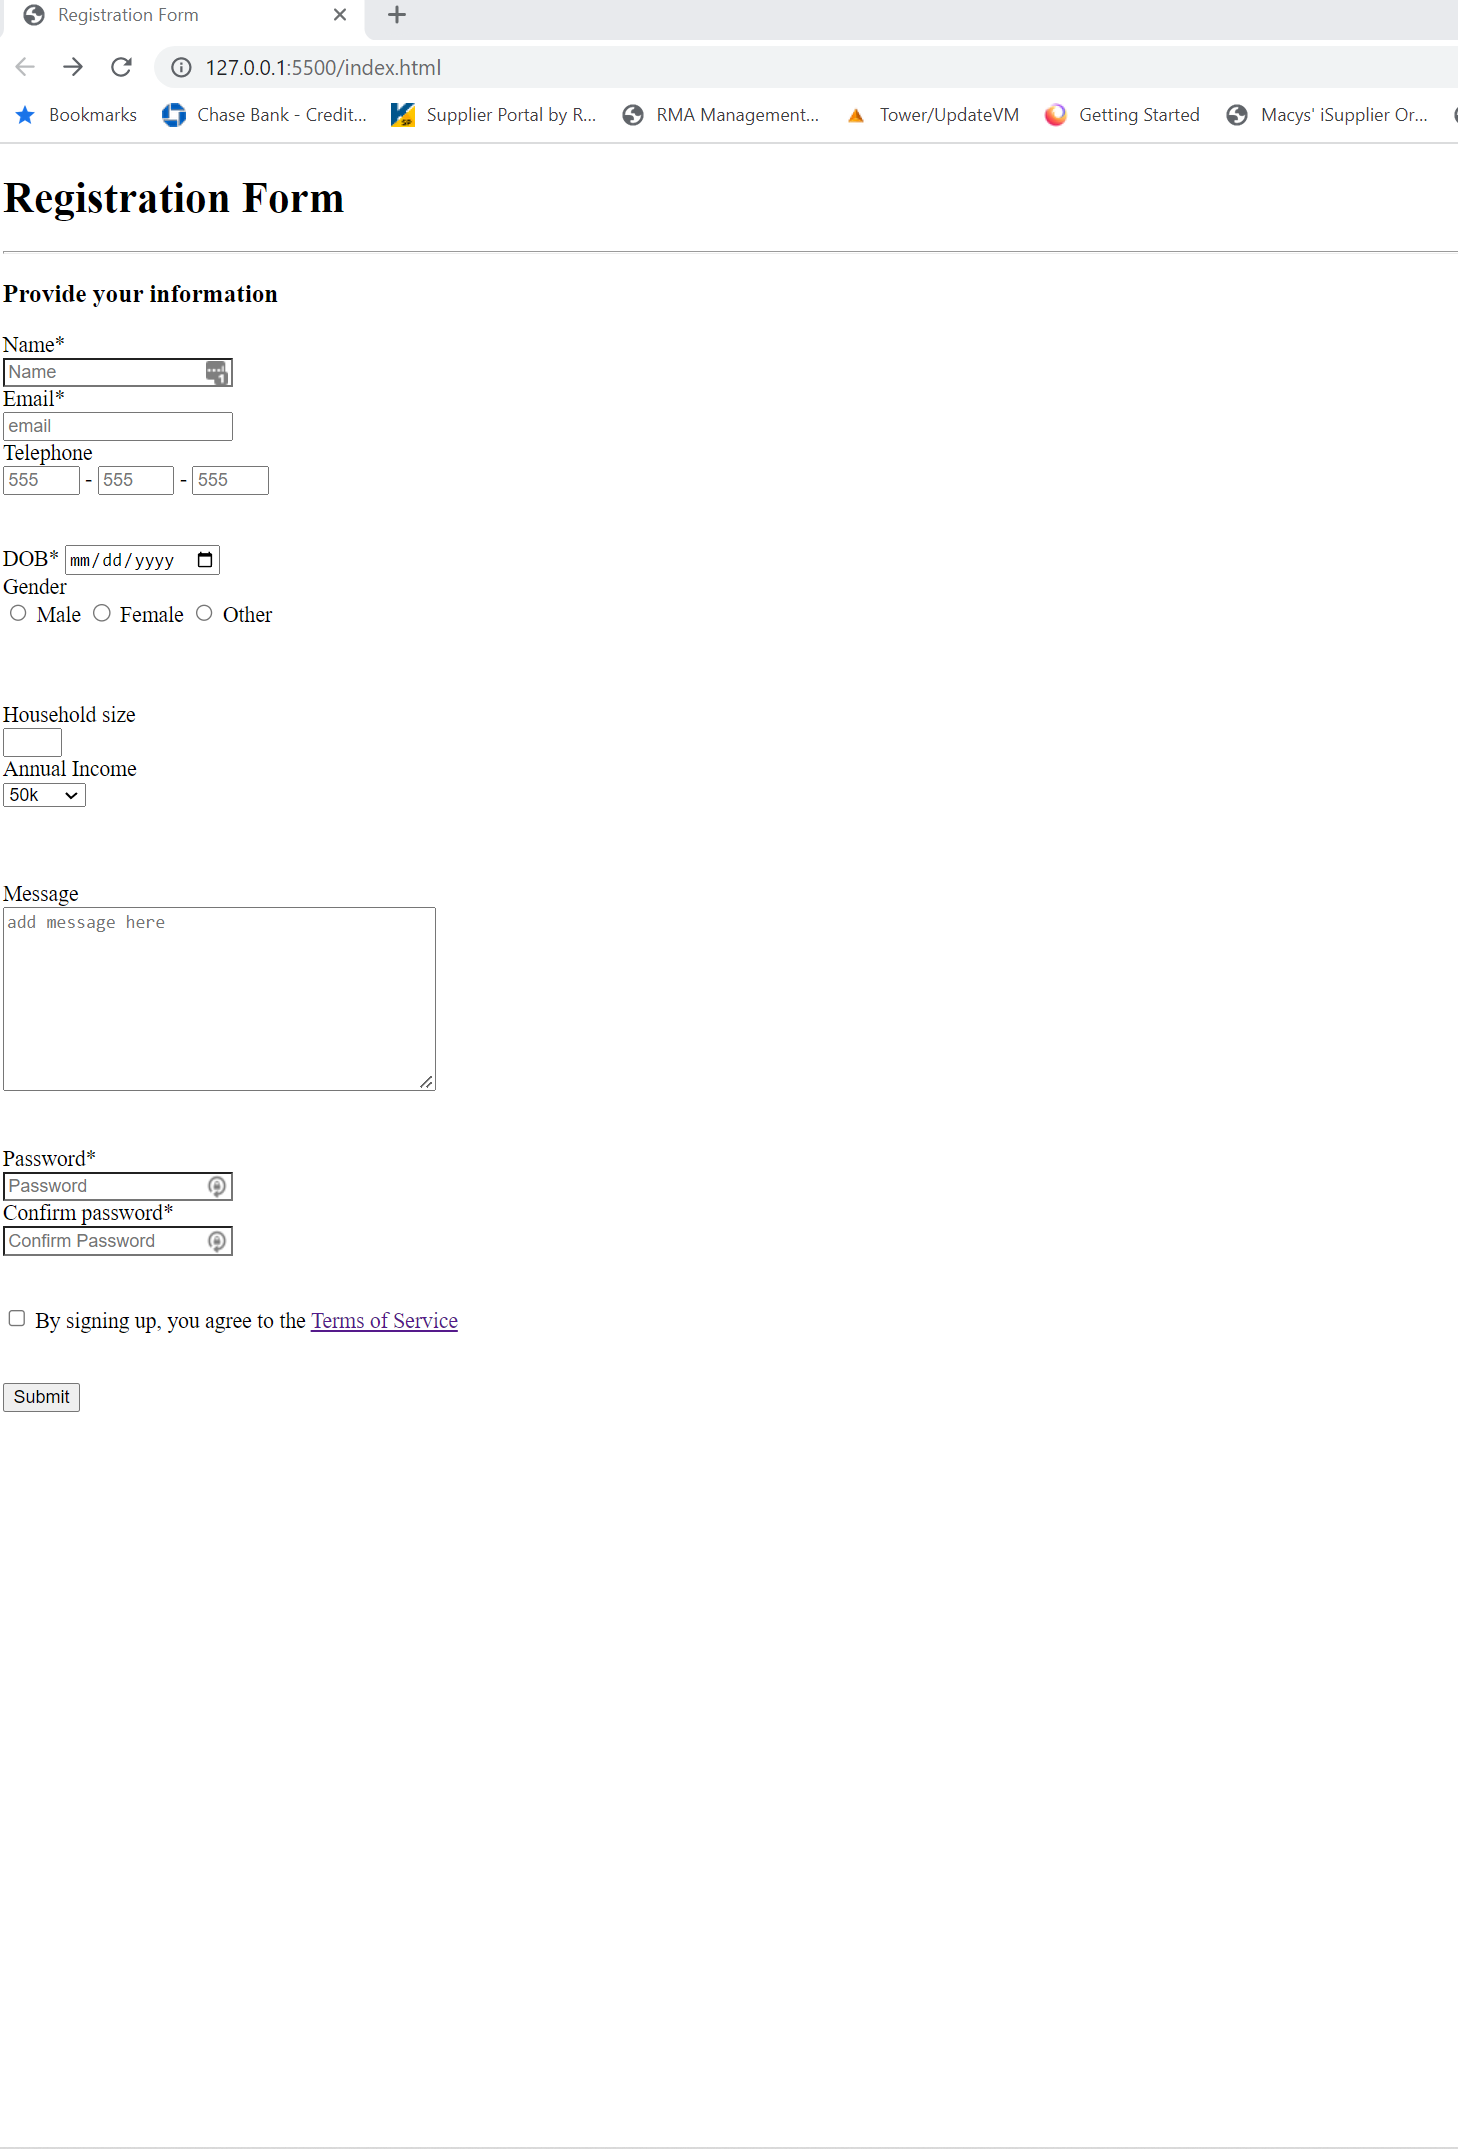 Registration Form
127.0.0.1:5500/index.html
Bookmarks Chase Bank - Credit... Supplier Portal by R... RMA Management... Tower/UpdateVM Getting Started Macys' iSupplier Or...
Registration Form
Provide your information
Name*
Name
Email*
email
Telephone
555 - 555 - 555
DOB* mm/dd/yyyy
Gender
Male Female Other
Household size
Annual Income
50k
Message
add message here
Password*
Password
Confirm password*
Confirm Password
By signing up, you agree to the Terms of Service
Submit